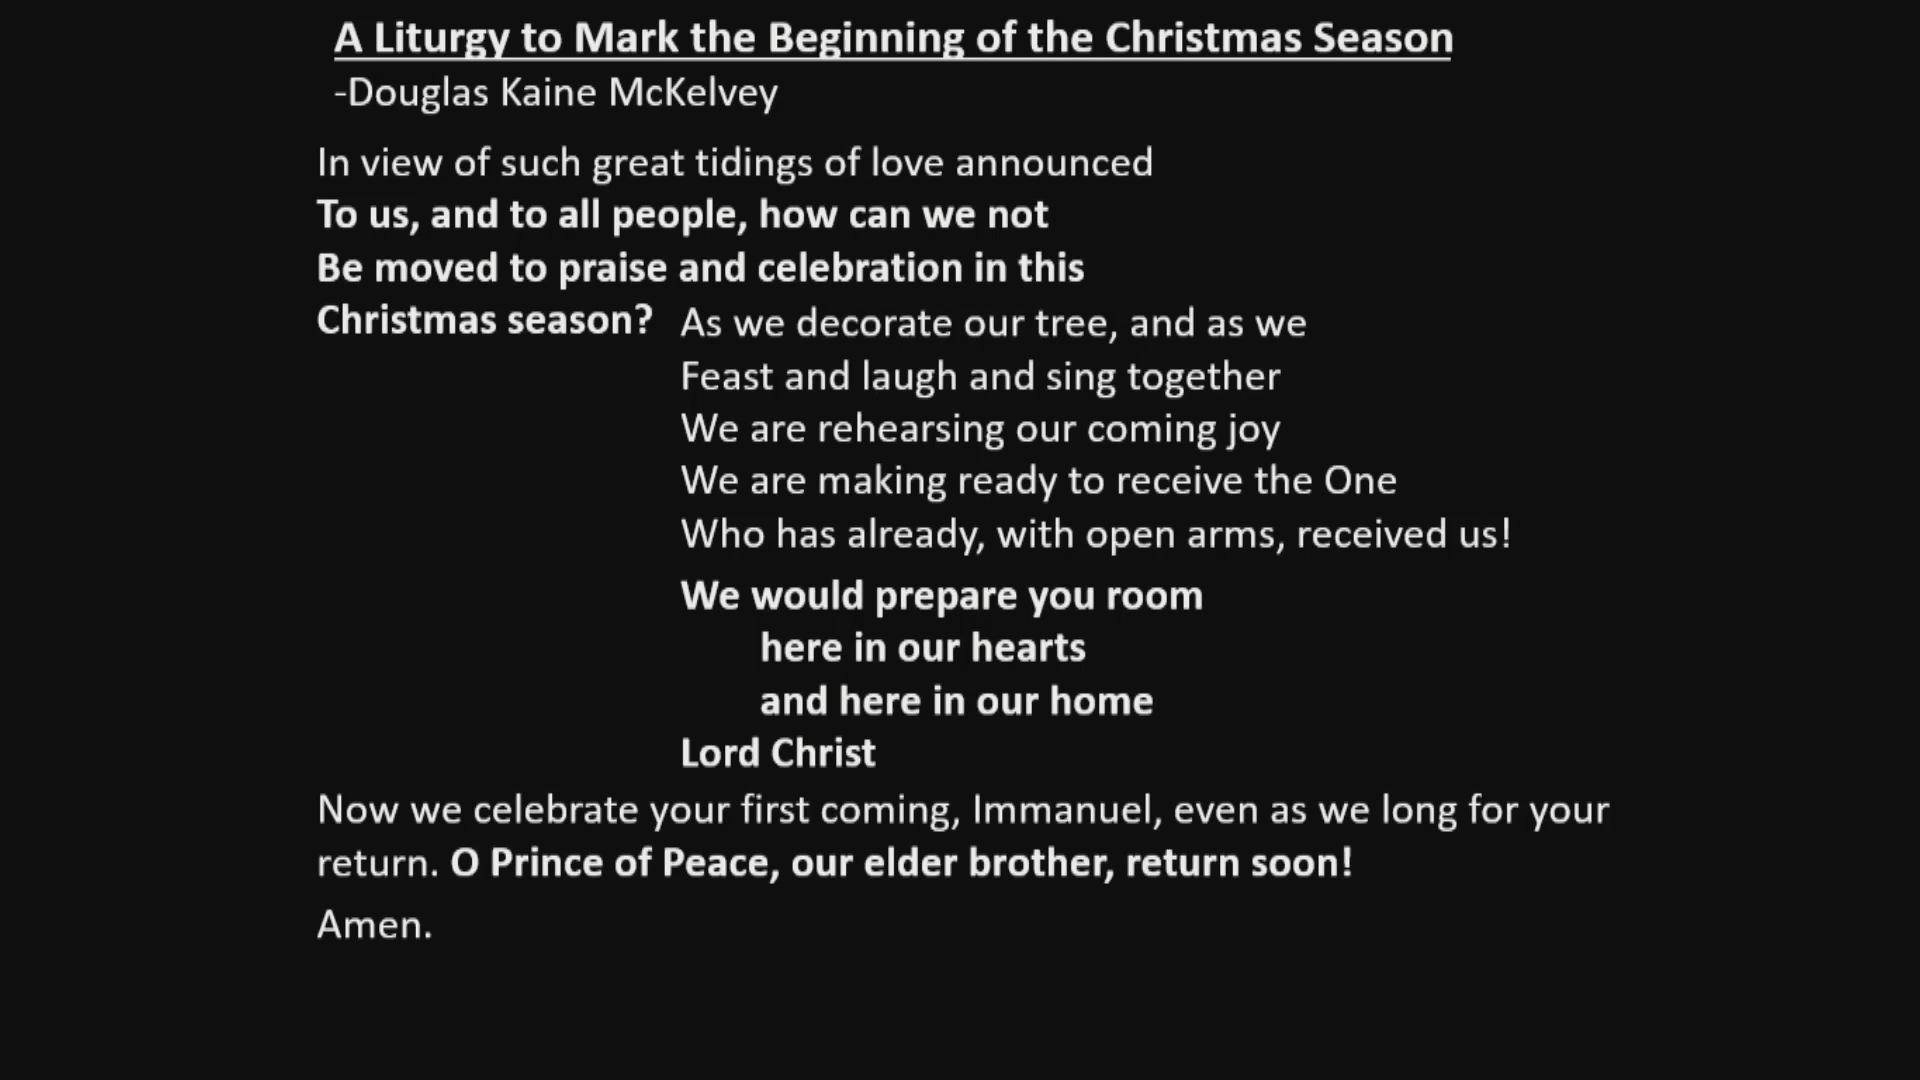 A Liturgy to Mark the Beginning of the Christmas Season
-Douglas Kaine McKelvey
In view of such great tidings of love announced
To us, and to all people, how can we not
Be moved to praise and celebration in this
Christmas season? As we decorate our tree, and as we
Feast and laugh and sing together
We are rehearsing our coming joy
We are making ready to receive the One
Who has already, with open arms, received us!
We would prepare you room
here in our hearts
and here in our home
Lord Christ
Now we celebrate your first coming, Immanuel, even as we long for your
return. O Prince of Peace, our elder brother, return soon!
Amen.